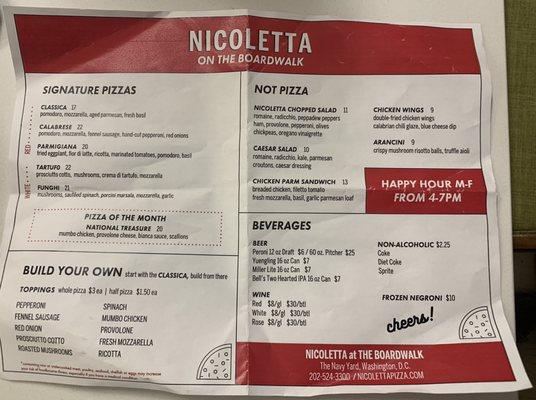 NICOLETTA
ON THE BOARDWALK
SIGNATURE PIZZAS
RED
CLASSICA 17
pomodoro, mozzarella, aged parmesan, fresh basil
CALABRESE 22
pomodoro, mozzarella, fennel sausage, hand-cut pepperoni, red onions
PARMIGIANA 20
fried eggplant, fior di latte, ricotta, marinated tomatoes, pomodoro, basil
WHITE
TARTUFO 22
prosciutto cotto, mushrooms, crema di tartufo, mozzarella
FUNGHI 21
mushrooms, sausage, porcini, marsala, mozzarella, garlic
PIZZA OF THE MONTH
NATIONAL TREASURE 20
mumbo chicken, provolone cheese, bianca sauce, scallions
BUILD YOUR OWN start with the CLASSICA, build from there
TOPPINGS whole pizza $3 ea | half pizza $1.50 ea
PEPPERONI
FENNEL SAUSAGE
RED ONION
PROSCIUTTO COTTO
ROASTED MUSHROOMS
SPINACH
MUMBO CHICKEN
PROVOLONE
FRESH MOZZARELLA
RICOTTA
NOT PIZZA
NICOLETTA CHOPPED SALAD 11
romaine, radicchio, peppadew peppers
ham, provolone, pepperoni, olives
chickpeas, oregano vinaigrette
CAESAR SALAD 10
romaine, radicchio, kale, parmesan
croutons, caesar dressing
CHICKEN PARM SANDWICH 13
breaded chicken, filetto tomato
fresh mozzarella, basil, garlic parmesan loaf
CHICKEN WINGS 9
double-fried chicken wings
calabrian chili glaze, blue cheese dip
ARANCINI 9
crispy mushroom risotto balls, truffle aioli
HAPPY HOUR M-F
FROM 4-7PM
BEVERAGES
BEER
Peroni 12 oz Draft $6 / 60 oz. Pitcher $25
Yuengling 16 oz Can $7
Miller Lite 16 oz Can $7
Bell's Two Hearted IPA 16 oz Can $7
WINE
Red $8/gl $30/btl
White $8/gl $30/btl
Rose $8/gl $30/btl
NON-ALCOHOLIC $2.25
Coke
Diet Coke
Sprite
FROZEN NEGRONI $10
cheers!
NICOLETTA at THE BOARDWALK
The Navy Yard, Washington, D.C.
202-524-3300 / NICOLETTAPIZZA.COM